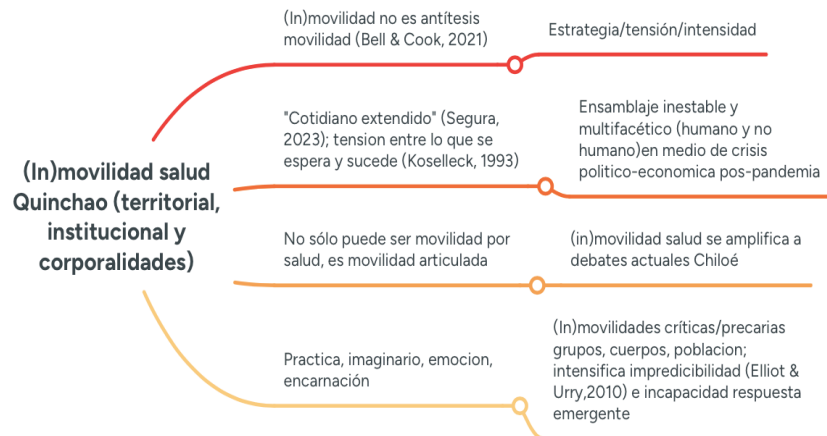 (In)movilidad salud
Quinchao (territorial,
institucional y
corporalidades)
(In)movilidad no es antítesis
movilidad (Bell & Cook, 2021)
Estrategia/tensión/intensidad
"Cotidiano extendido" (Segura,
2023); tension entre lo que se
espera y sucede (Koselleck, 1993)
Ensamblaje inestable y
multifacético (humano y no
humano)en medio de crisis
politico-economica pos-pandemia
No sólo puede ser movilidad por
salud, es movilidad articulada
(in)movilidad salud se amplifica a
debates actuales Chiloé
Practica, imaginario, emocion,
encarnación
(In)movilidades críticas/precarias
grupos, cuerpos, poblacion;
intensifica impredicibilidad (Elliot &
Urry,2010) e incapacidad respuesta
emergente